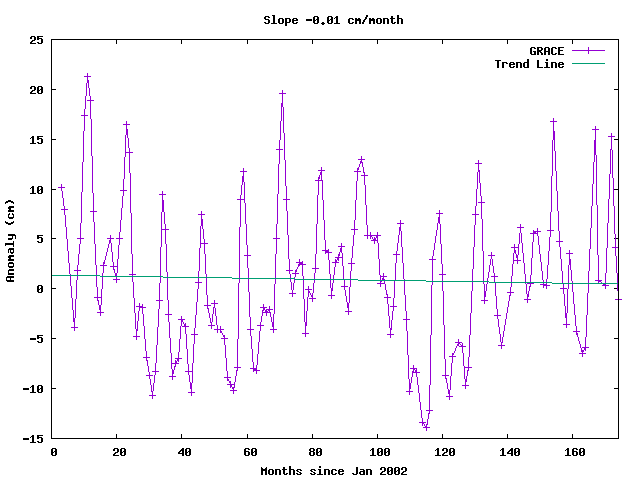 Slope -0.01 cm/month
25
20
15
10
5
0
-5
-10
-15
Anomaly (cm)
GRACE
Trend Line
0 20 40 60 80 100 120 140 160
Months since Jan 2002